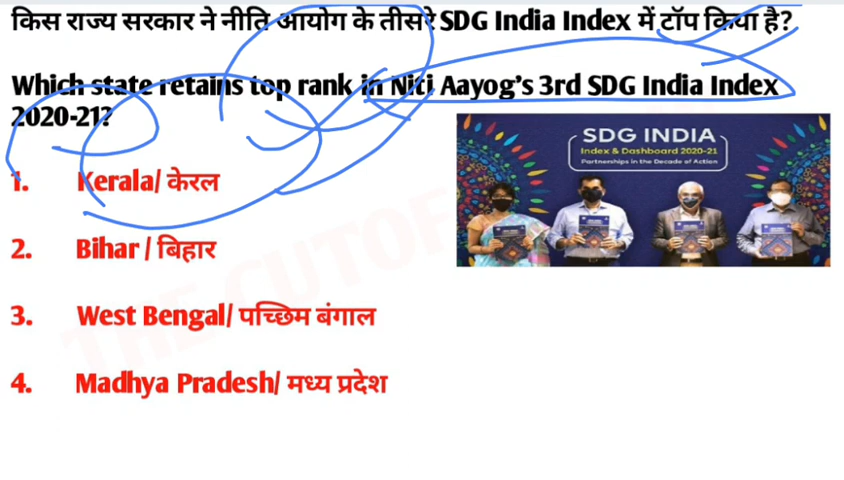 किस राज्य सरकार ने नीति आयोग के तीसरे SDG India Index में टॉप किया है?
Which state retains top rank in Niti Aayog's 3rd SDG India Index
2020-21?
SDG INDIA
Index & Dashboard 2020-21
Partnerships in the Decade of Action
1. Kerala/ केरल
2. Bihar / बिहार
3. West Bengal/ पच्छिम बंगाल
4. Madhya Pradesh/ मध्य प्रदेश
THE CUTOF